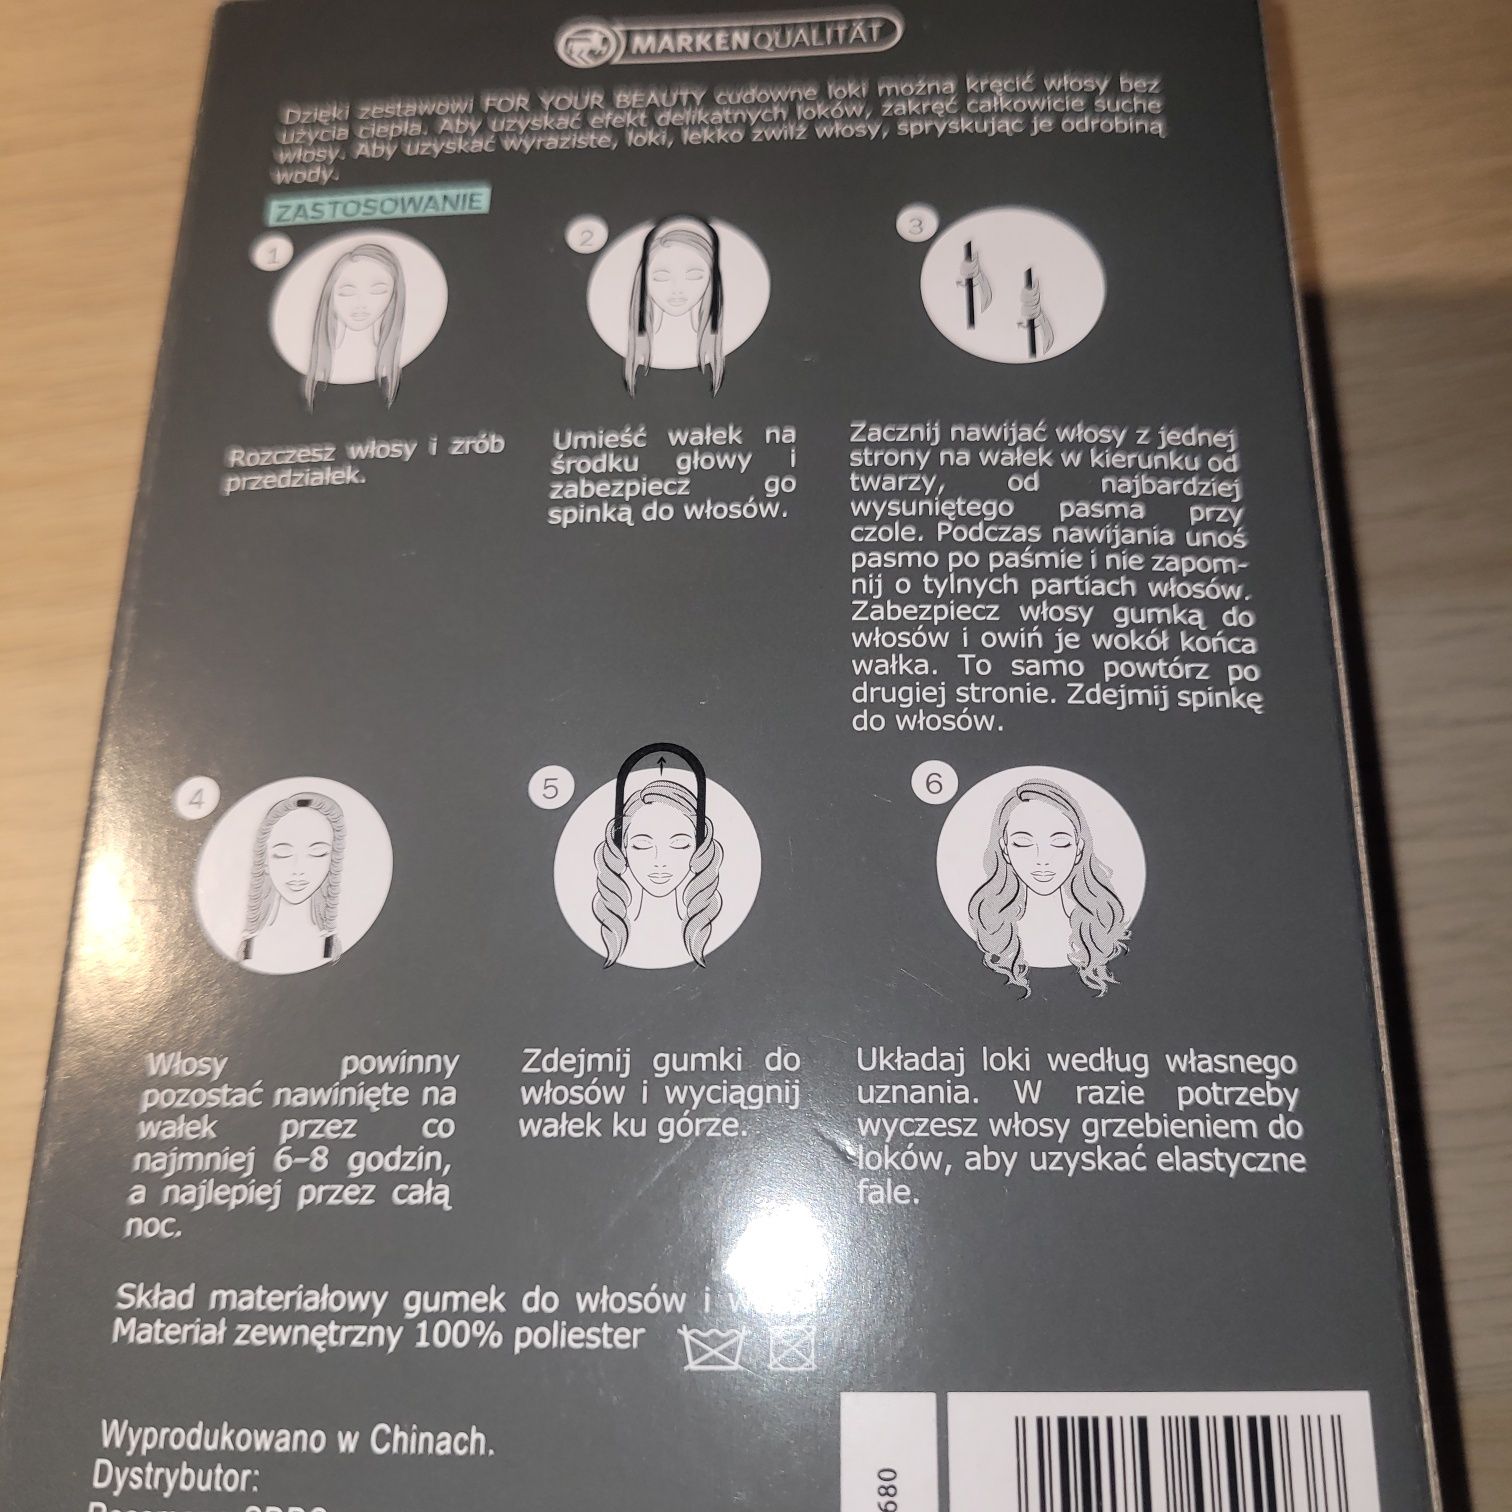 MARKENQUALITÄT
Dzięki zestawowi FOR YOUR BEAUTY cudowne loki można kręcić włosy bez
użycia ciepła. Aby uzyskać efekt delikatnych loków, zakręć całkowicie suche
włosy. Aby uzyskać wyraziste, loki, lekko zwilż włosy, spryskując je odrobiną
wody.
ZASTOSOWANIE
1
Rozczesz włosy i zrób
przedziałek.
2
Umieść wałek na
środku głowy i
zabezpiecz go
spinką do włosów.
3
Zacznij nawijać włosy z jednej
strony na wałek w kierunku od
twarzy, od najbardziej
wysuniętego pasma przy
czole. Podczas nawijania unoś
pasmo po paśmie i nie zapom-
nij o tylnych partiach włosów.
Zabezpiecz włosy gumką do
włosów i owiń je wokół końca
wałka. To samo powtórz po
drugiej stronie. Zdejmij spinkę
do włosów.
4
Włosy powinny
pozostać nawinięte na
wałek przez co
najmniej 6-8 godzin,
a najlepiej przez całą
noc.
5
Zdejmij gumki do
włosów i wyciągnij
wałek ku górze.
6
Układaj loki według własnego
uznania. W razie potrzeby
wyczesz włosy grzebieniem do
loków, aby uzyskać elastyczne
fale.
Skład materiałowy gumek do włosów i
Materiał zewnętrzny 100% poliester
Wyprodukowano w Chinach.
Dystrybutor:
680